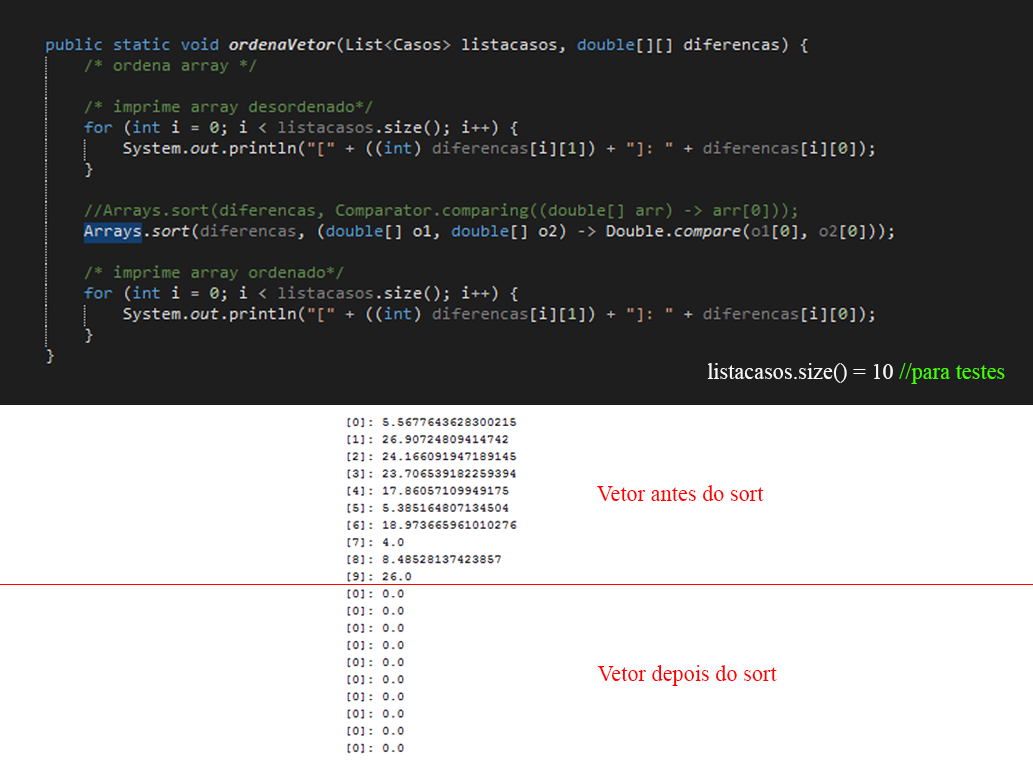 public static void ordenaVetor(List<Casos> listacasos, double[][] diferencas) {
/* ordena array */
/* imprime array desordenado*/
for (int i = 0; i < listacasos.size(); i++) {
System.out.println("[" + ((int) diferencas[i][1]) + "]: " + diferencas[i][0]);
}
//Arrays.sort(diferencas, Comparator.comparing((double[] arr) -> arr[0]));
Arrays.sort(diferencas, (double[] o1, double[] o2) -> Double.compare(o1[0], o2[0]));
/* imprime array ordenado*/
for (int i = 0; i < listacasos.size(); i++) {
System.out.println("[" + ((int) diferencas[i][1]) + "]: " + diferencas[i][0]);
}
}
listacasos.size() = 10 //para testes
[0]: 5.5677643628300215
[1]: 26.90724809414742
[2]: 24.166091947189145
[3]: 23.706539182259394
[4]: 17.86057109949175
[5]: 5.385164807134504
[6]: 18.973665961010276
[7]: 4.0
[8]: 8.48528137423857
[9]: 26.0
Vetor antes do sort
[0]: 0.0
[0]: 0.0
[0]: 0.0
[0]: 0.0
[0]: 0.0
[0]: 0.0
[0]: 0.0
[0]: 0.0
[0]: 0.0
[0]: 0.0
Vetor depois do sort